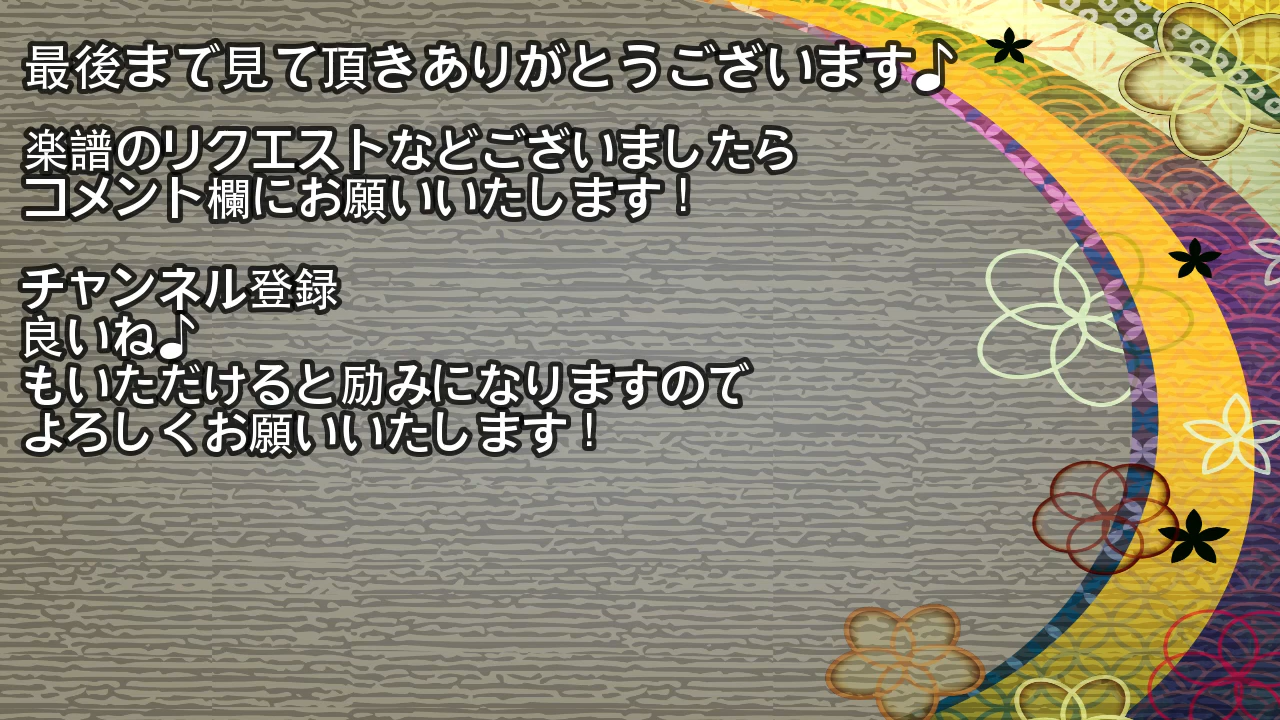 最後まで見て頂きありがとうございます♪
楽譜のリクエストなどございましたら
コメント欄にお願いいたします！
チャンネル登録
良いね♪
もいただけると励みになりますので
よろしくお願いいたします！